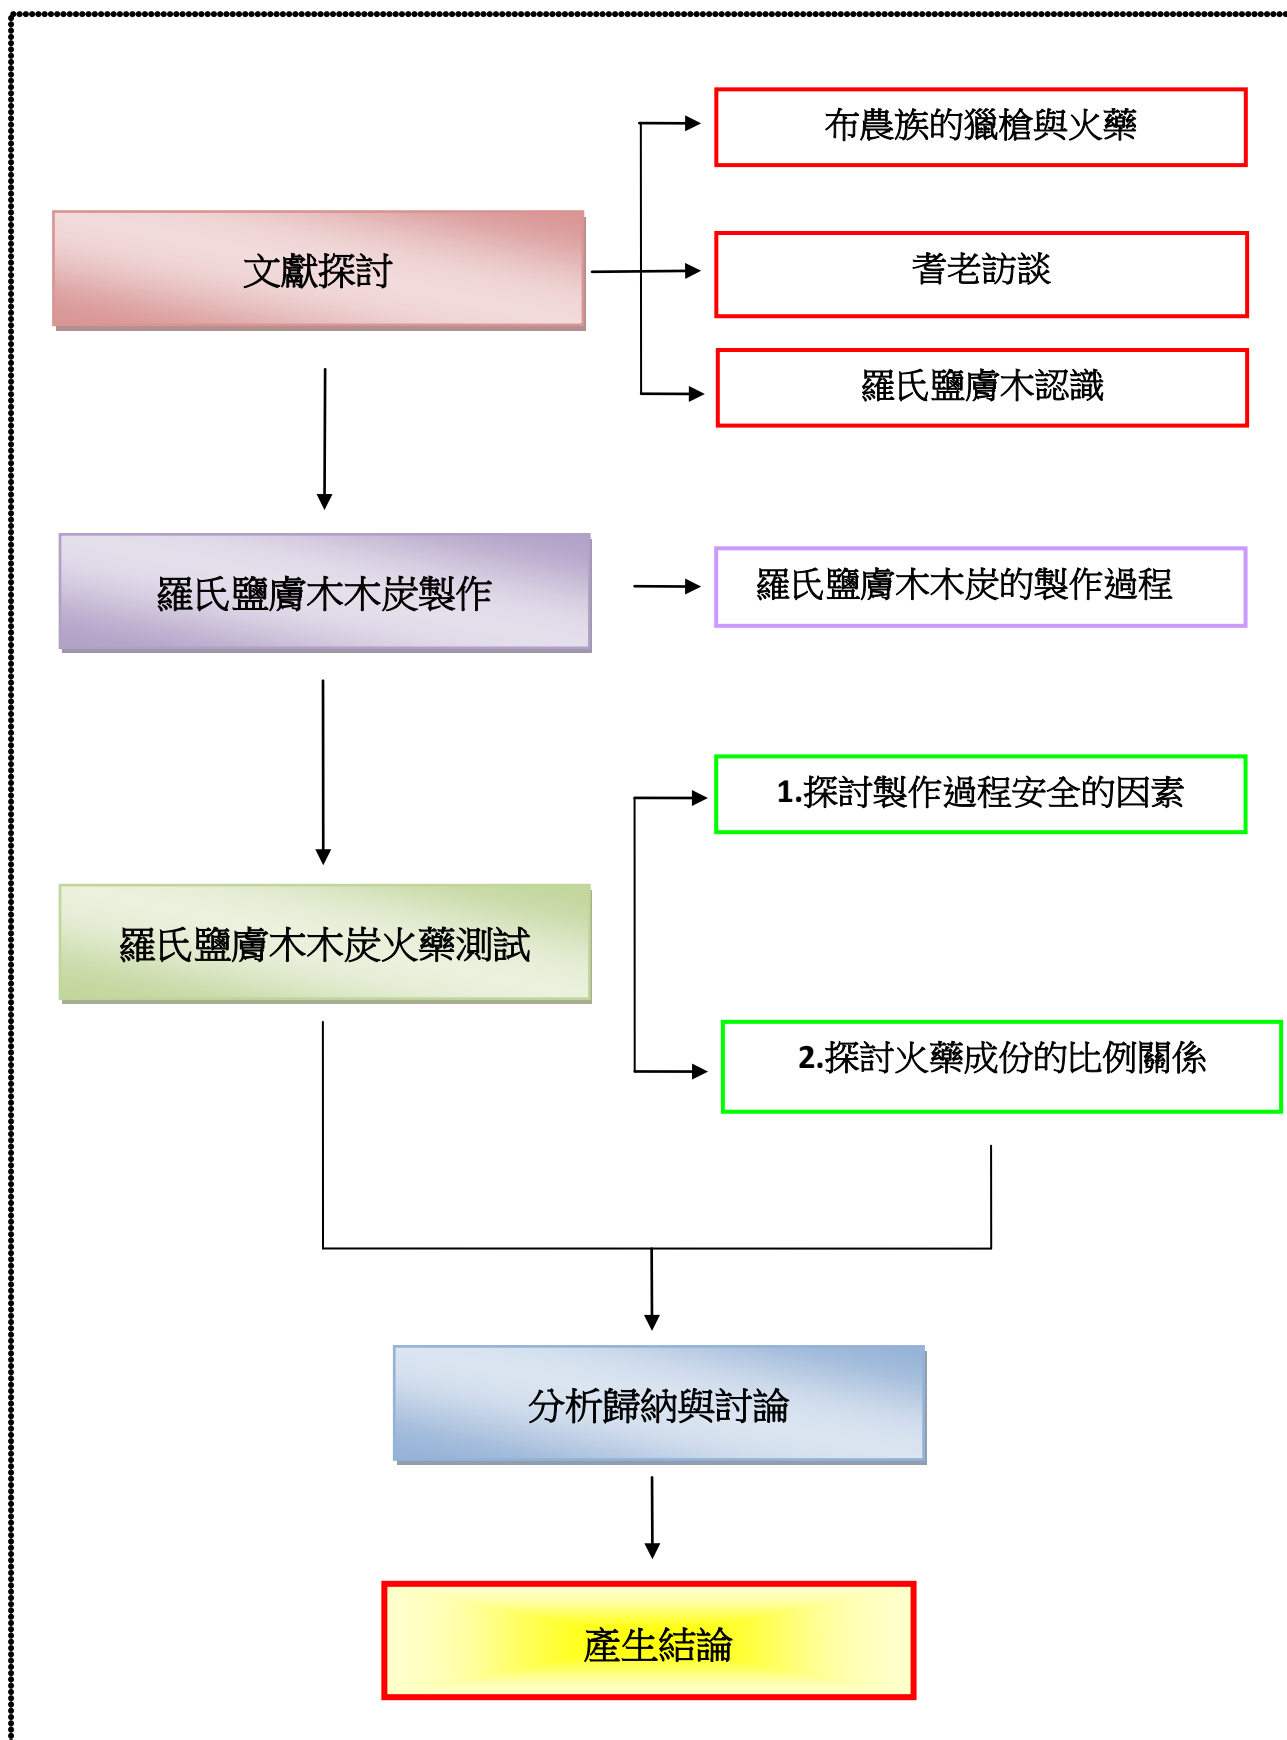 布農族的獵槍與火藥
文獻探討
耆老訪談
羅氏鹽膚木認識
羅氏鹽膚木木炭製作
羅氏鹽膚木木炭的製作過程
1.探討製作過程安全的因素
羅氏鹽膚木木炭火藥測試
2.探討火藥成份的比例關係
分析歸納與討論
產生結論